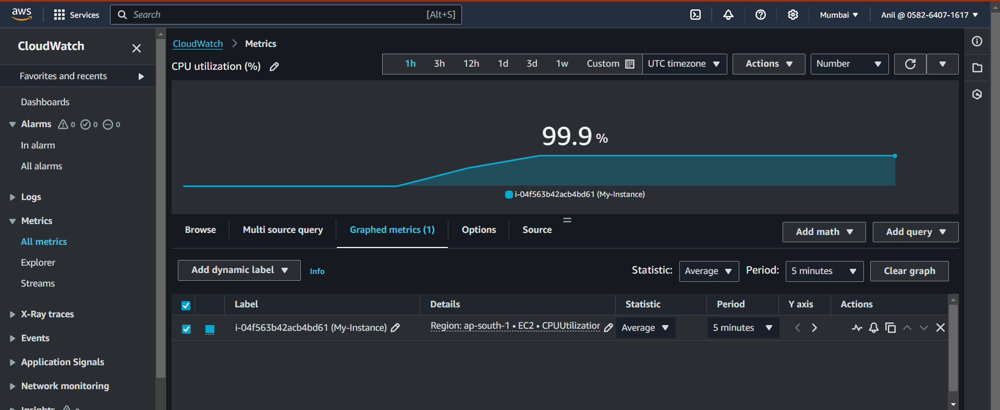 aws
Services
Search
[Alt+S]
Mumbai
Anil @ 0582-6407-1617
CloudWatch
Favorites and recents
Dashboards
Alarms 0 0 0
In alarm
All alarms
Logs
Metrics
All metrics
Explorer
Streams
X-Ray traces
Events
Application Signals
Network monitoring
Insights 0
CloudWatch > Metrics
CPU utilization (%)
1h 3h 12h 1d 3d 1w Custom UTC timezone Actions Number
99.9 %
i-04f563b42acb4bd61 (My-Instance)
Browse Multi source query Graphed metrics (1) Options Source Add math Add query
Add dynamic label Info Statistic: Average Period: 5 minutes Clear graph
Label Details Statistic Period Y axis Actions
i-04f563b42acb4bd61 (My-Instance) Region: ap-south-1 • EC2 • CPUUtilization Average 5 minutes